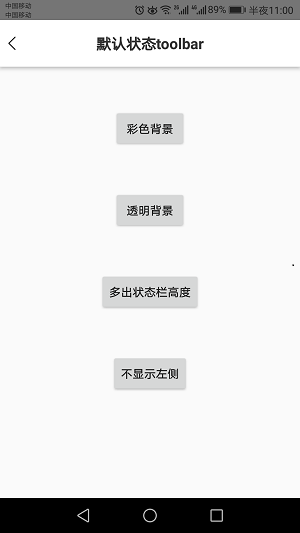 中国移动
中国移动
89% 半夜11:00
默认状态toolbar
彩色背景
透明背景
多出状态栏高度
不显示左侧